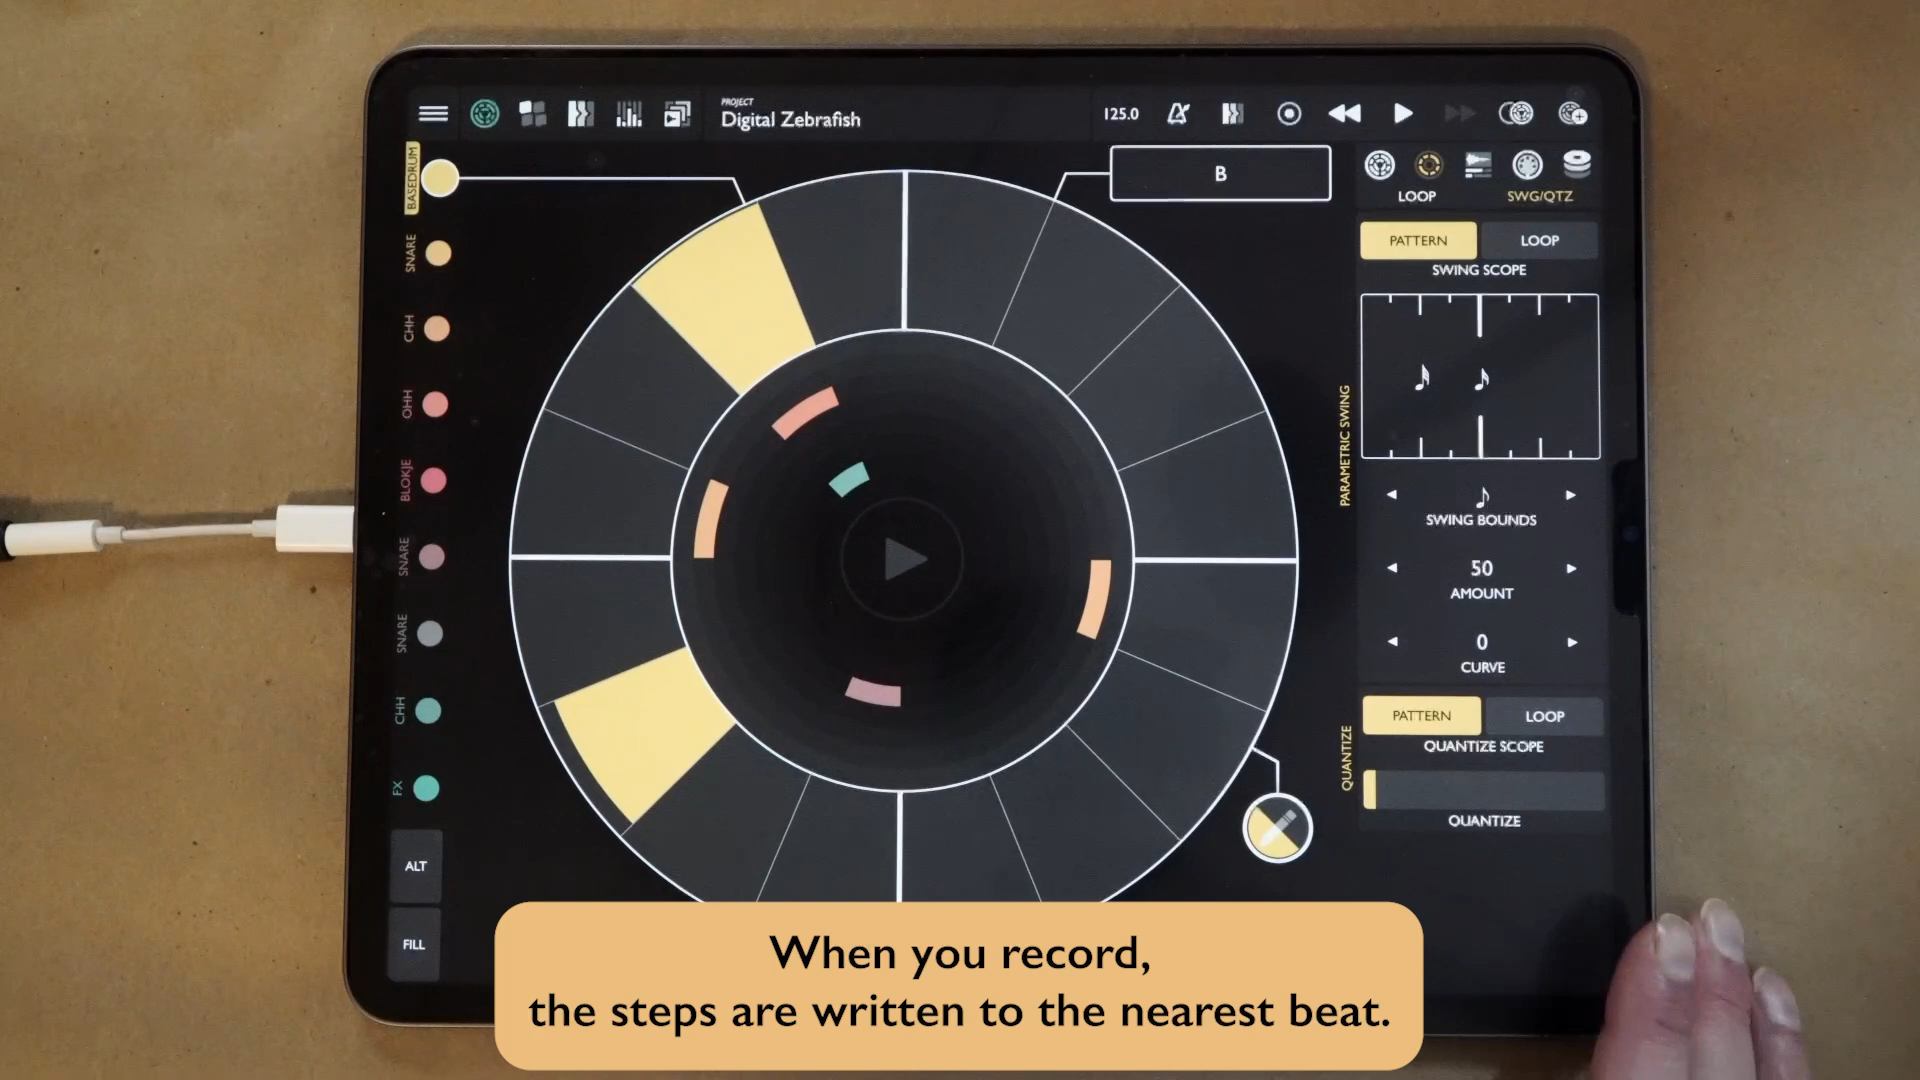 PROJECT
Digital Zebrafish
125.0
BASEDRUM
SNARE
CHH
OHH
BLOKJE
SNARE
SNARE
CHH
FX
ALT
FILL
B
LOOP
SWG/QTZ
PATTERN
LOOP
SWING SCOPE
PARAMETRIC SWING
SWING BOUNDS
50
AMOUNT
0
CURVE
PATTERN
LOOP
QUANTIZE SCOPE
QUANTIZE
QUANTIZE
When you record,
the steps are written to the nearest beat.